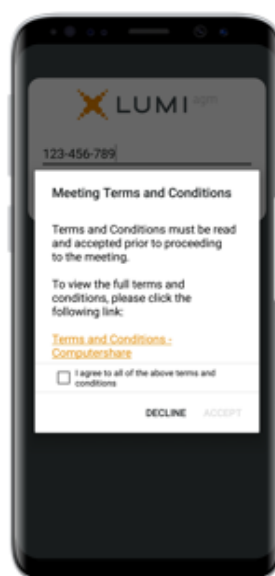 LUMI agm
123-456-789
Meeting Terms and Conditions
Terms and Conditions must be read
and accepted prior to proceeding
to the meeting.
To view the full terms and
conditions, please click the
following link:
Terms and Conditions -
Computershare
I agree to all of the above terms and
conditions
DECLINE ACCEPT